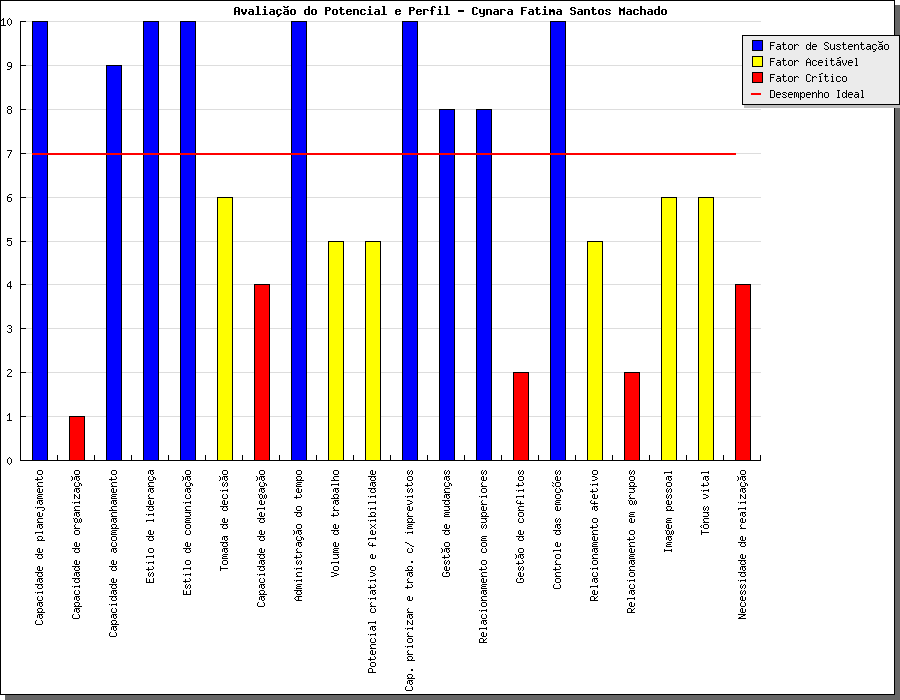 Avaliação do Potencial e Perfil - Cynara Fatima Santos Machado
Fator de Sustentação
Fator Aceitável
Fator Crítico
Desempenho Ideal
10
9
8
7
6
5
4
3
2
1
0
Capacidade de planejamento
Capacidade de organização
Capacidade de acompanhamento
Estilo de liderança
Estilo de comunicação
Tomada de decisão
Capacidade de delegação
Administração do tempo
Volume de trabalho
Potencial criativo e flexibilidade
Cap. priorizar e trab. c/ imprevistos
Gestão de mudanças
Relacionamento com superiores
Gestão de conflitos
Controle das emoções
Relacionamento afetivo
Relacionamento em grupos
Imagem pessoal
Tônus vital
Necessidade de realização